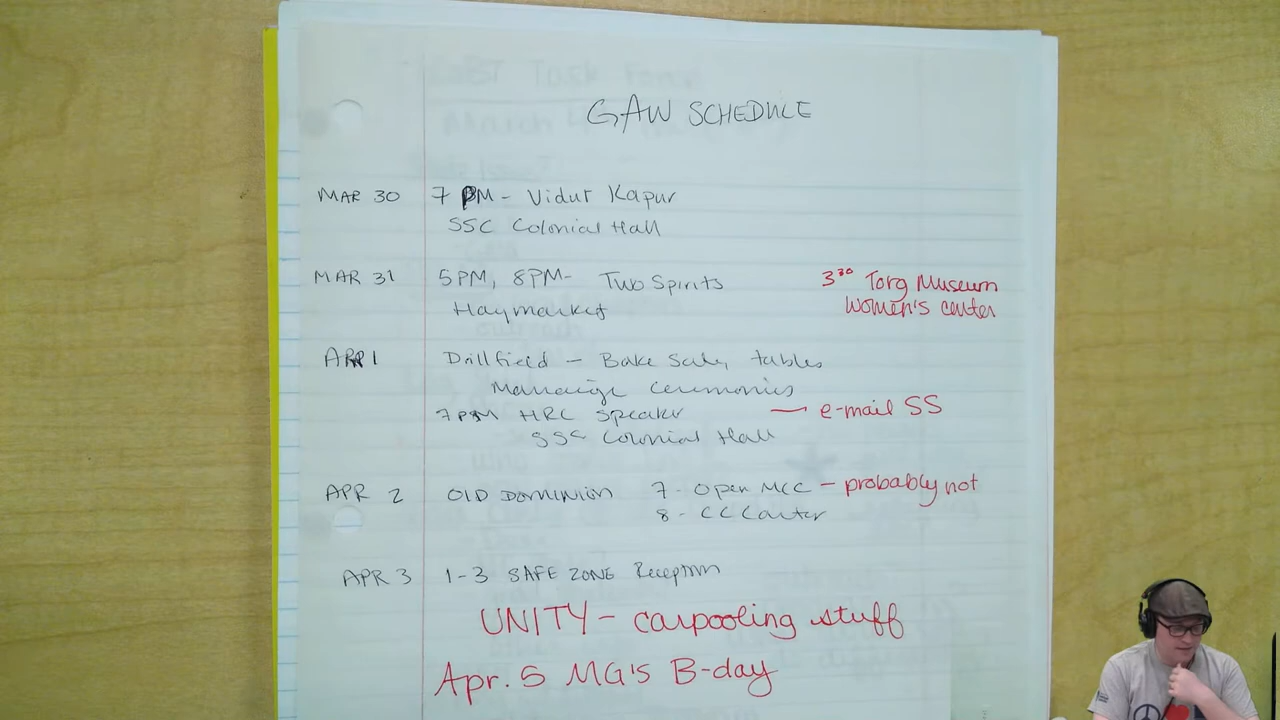 GAW SCHEDULE
MAR 30 7 PM - Vidur Kapur
SSC Colonial Hall
MAR 31 5PM, 8PM - Two Spirits
Haymarket
3³⁰ Torg Museum
Women's center
APR 1 Drillfield - Bake Sale, tables
Marriage Ceremonies
7PM HRC Speaker — e-mail SS
SSC Colonial Hall
APR 2 OLD DOMINION 7 - Open MIC - probably not
8 -
APR 3 1-3 SAFE ZONE Reception
UNITY - carpooling stuff
Apr. 5 MG's B-day